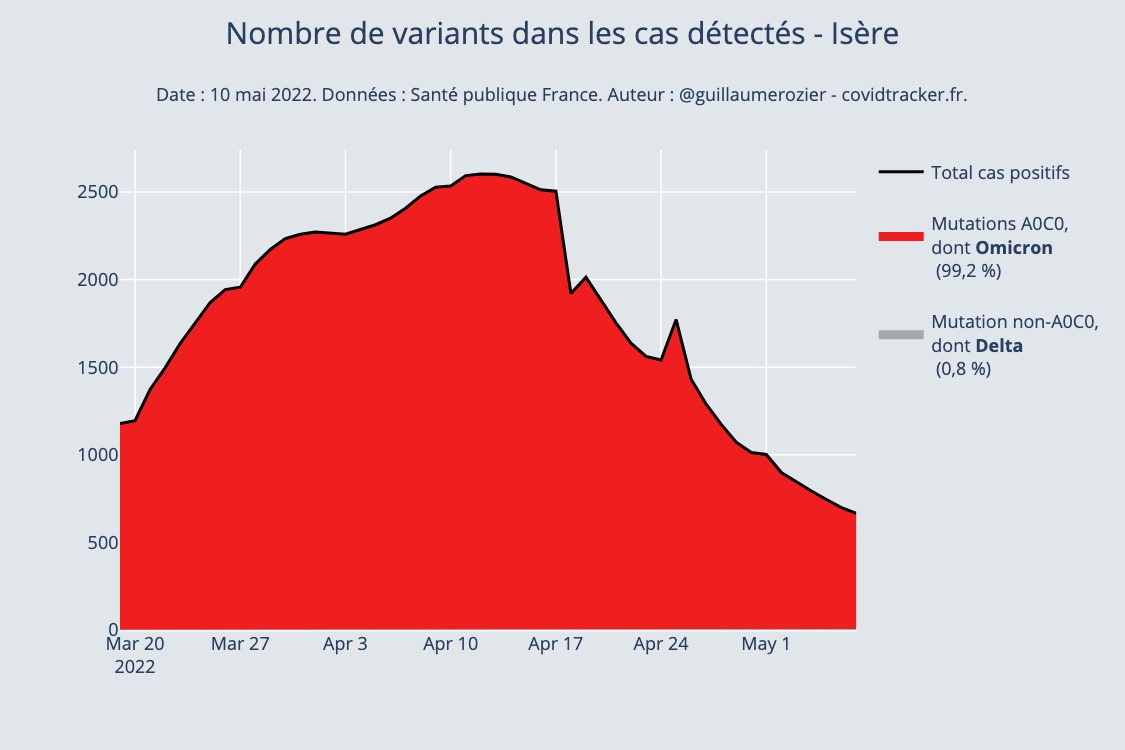 Nombre de variants dans les cas détectés - Isère
Date : 10 mai 2022. Données : Santé publique France. Auteur : @guillaumerozier - covidtracker.fr.
Total cas positifs
Mutations A0C0,
dont Omicron
(99,2 %)
Mutation non-A0C0,
dont Delta
(0,8 %)
2500
2000
1500
1000
500
0
Mar 20 Mar 27 Apr 3 Apr 10 Apr 17 Apr 24 May 1
2022